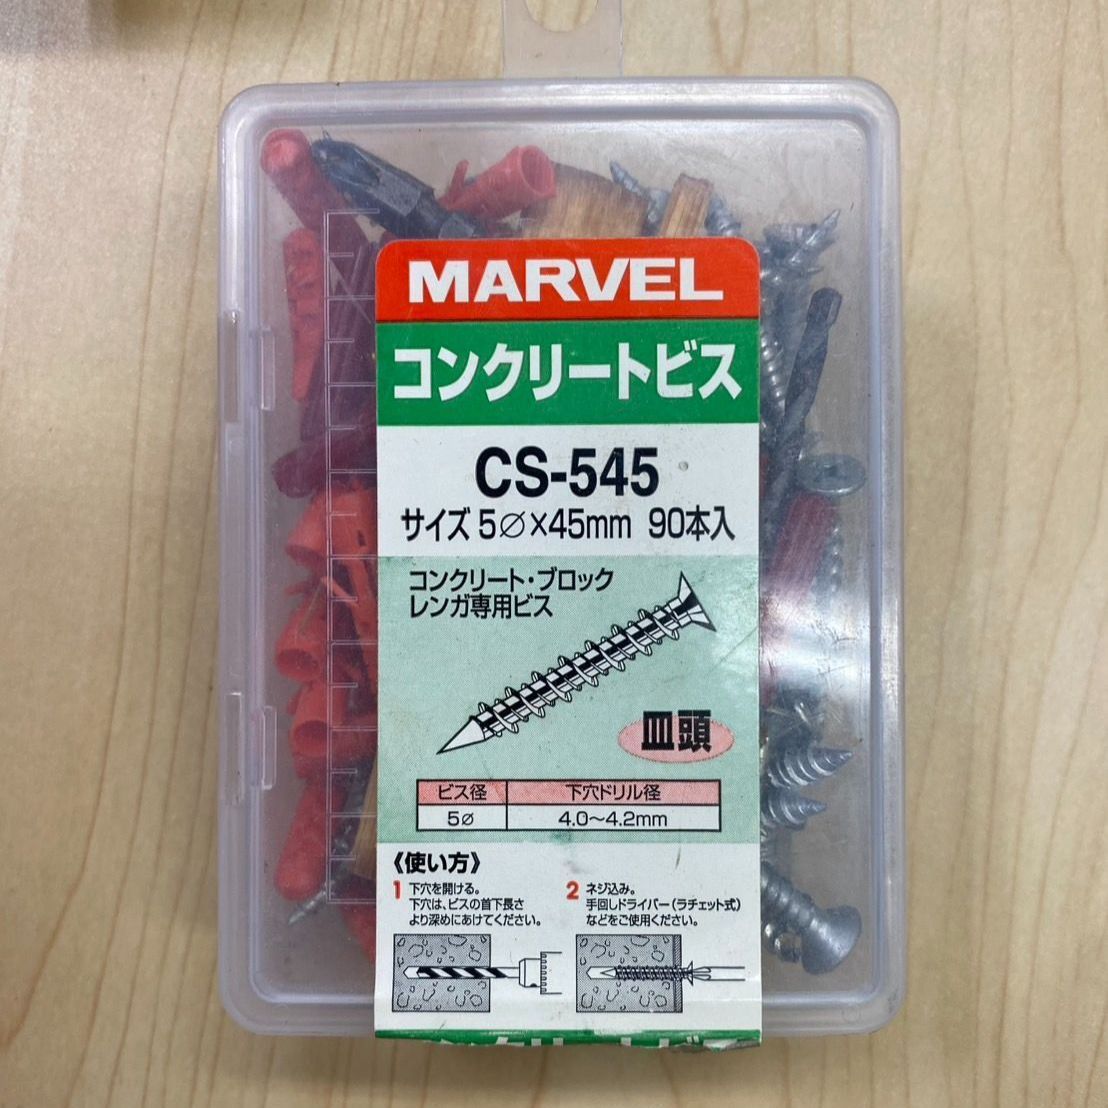 MARVEL
コンクリートビス
CS-545
サイズ 5∅×45mm 90本入
コンクリート・ブロック
レンガ専用ビス
皿頭
ビス径 下穴ドリル径
5∅ 4.0〜4.2mm
《使い方》
1 下穴を開ける。
下穴は、ビスの首下長さ
より深めにあけてください。
2 ネジ込み。
手回しドライバー(ラチェット式)
などをご使用ください。